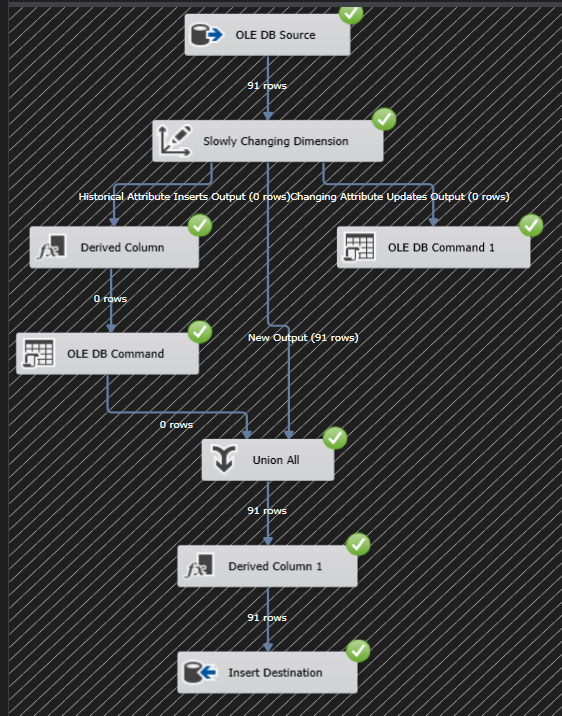 OLE DB Source
91 rows
Slowly Changing Dimension
Historical Attribute Inserts Output (0 rows)
Changing Attribute Updates Output (0 rows)
fx Derived Column
OLE DB Command 1
0 rows
OLE DB Command
New Output (91 rows)
0 rows
Union All
91 rows
fx Derived Column 1
91 rows
Insert Destination